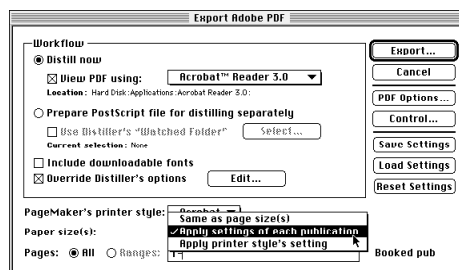 Export Adobe PDF
Workflow
Distill now
View PDF using: Acrobat™ Reader 3.0
Location: Hard Disk:Applications:Acrobat Reader 3.0:
Prepare PostScript file for distilling separately
Use Distiller's "Watched Folder" Select...
Current selection: None
Include downloadable fonts
Override Distiller's options Edit...
Export...
Cancel
PDF Options...
Control...
Save Settings
Load Settings
Reset Settings
PageMaker's printer style: Acrobat
Paper size(s):
Same as page size(s)
Apply settings of each publication
Apply printer style's setting
Pages: All Ranges: 1- Booked pub